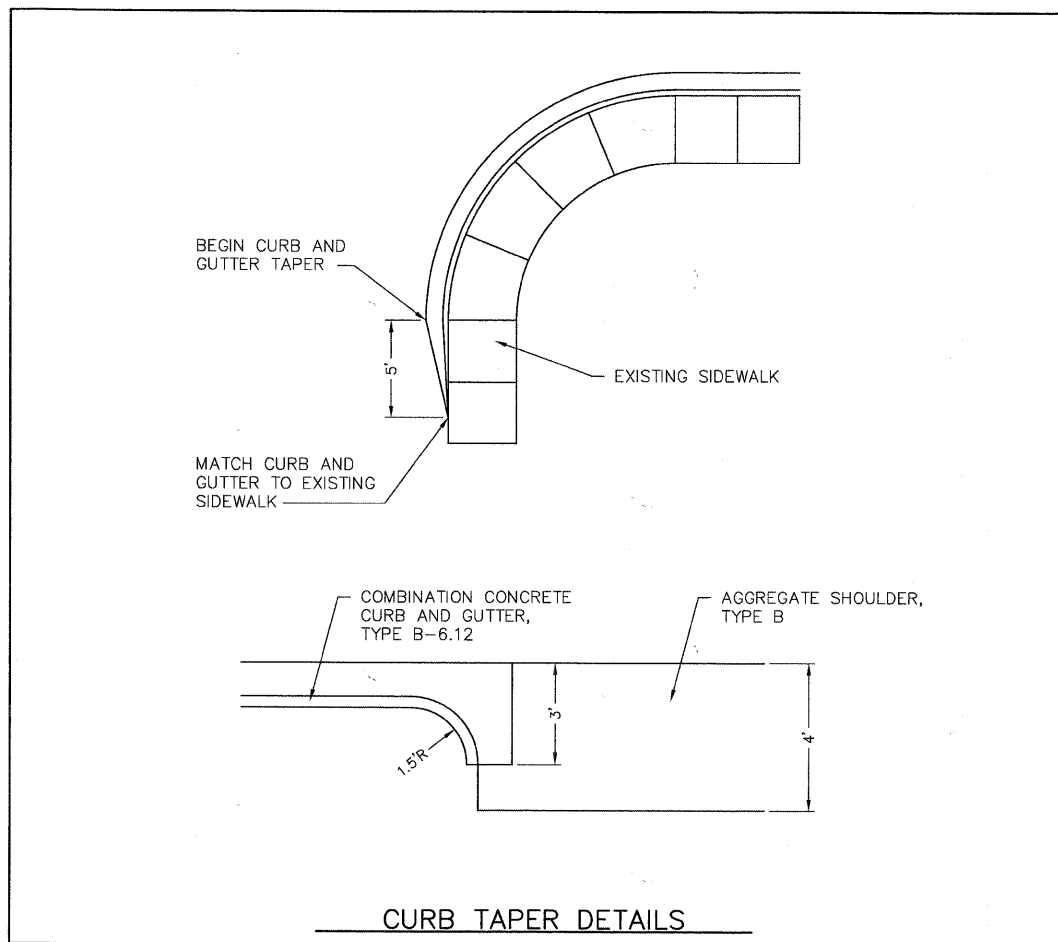 BEGIN CURB AND
GUTTER TAPER
5'
EXISTING SIDEWALK
MATCH CURB AND
GUTTER TO EXISTING
SIDEWALK
COMBINATION CONCRETE
CURB AND GUTTER,
TYPE B-6.12
AGGREGATE SHOULDER,
TYPE B
3'
4'
1.5'R
CURB TAPER DETAILS